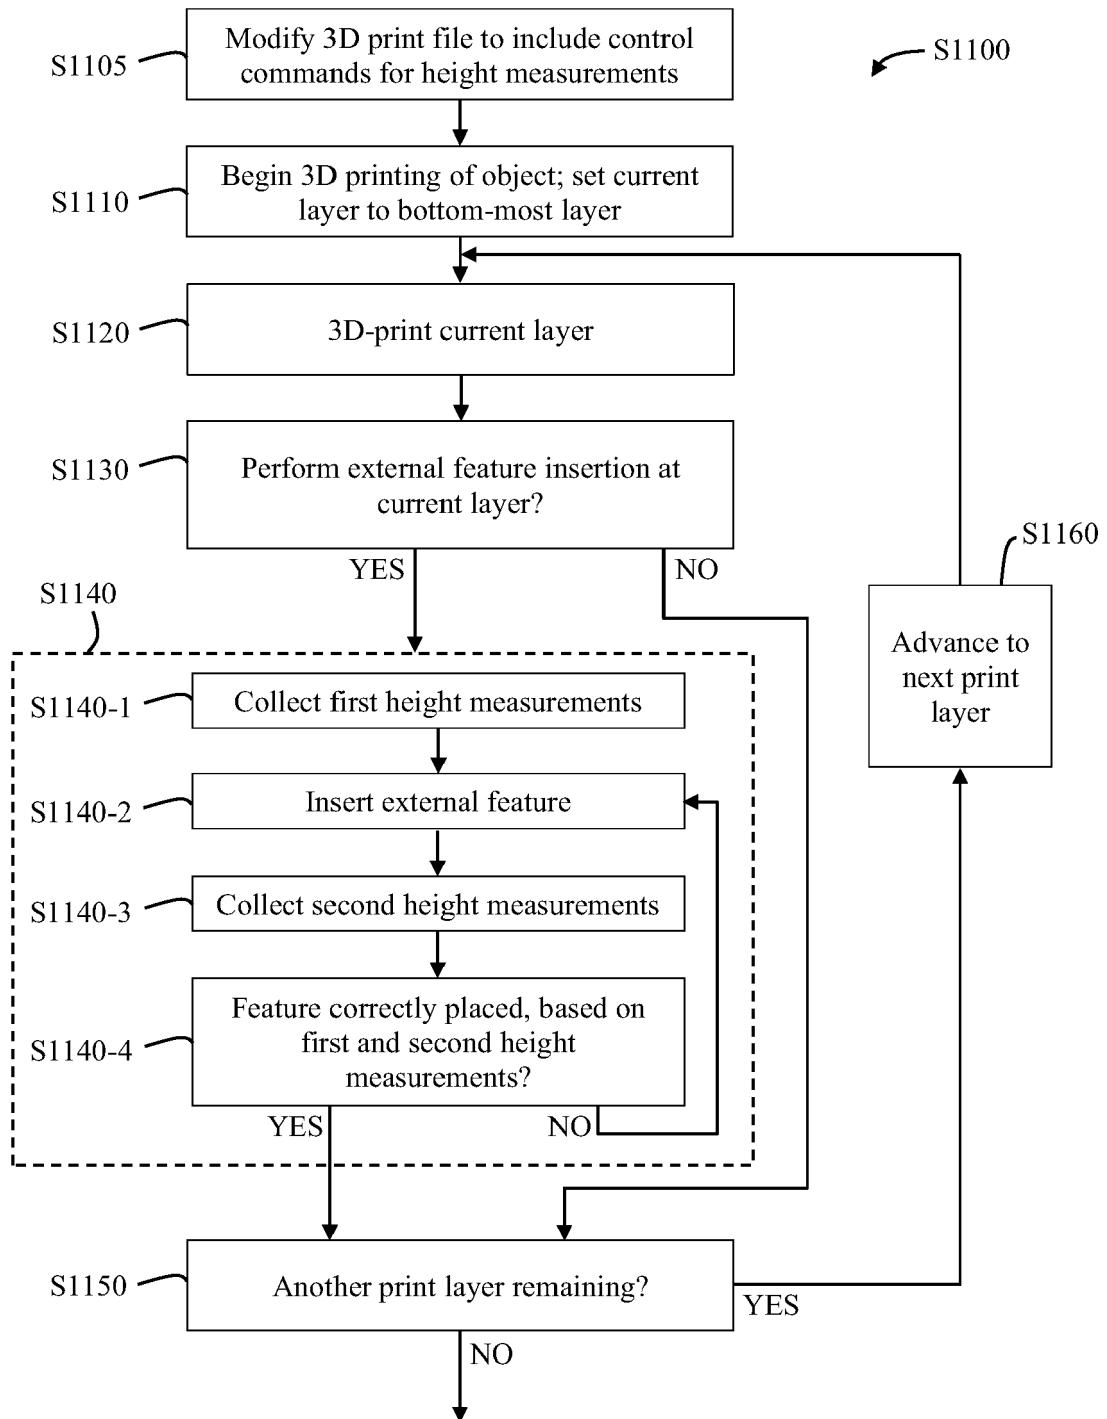 Modify 3D print file to include control
commands for height measurements
S1105
S1100
Begin 3D printing of object; set current
layer to bottom-most layer
S1110
3D-print current layer
S1120
Perform external feature insertion at
current layer?
S1130
YES
NO
S1160
Advance to
next print
layer
S1140
Collect first height measurements
S1140-1
Insert external feature
S1140-2
Collect second height measurements
S1140-3
Feature correctly placed, based on
first and second height
measurements?
S1140-4
YES
NO
Another print layer remaining?
S1150
YES
NO